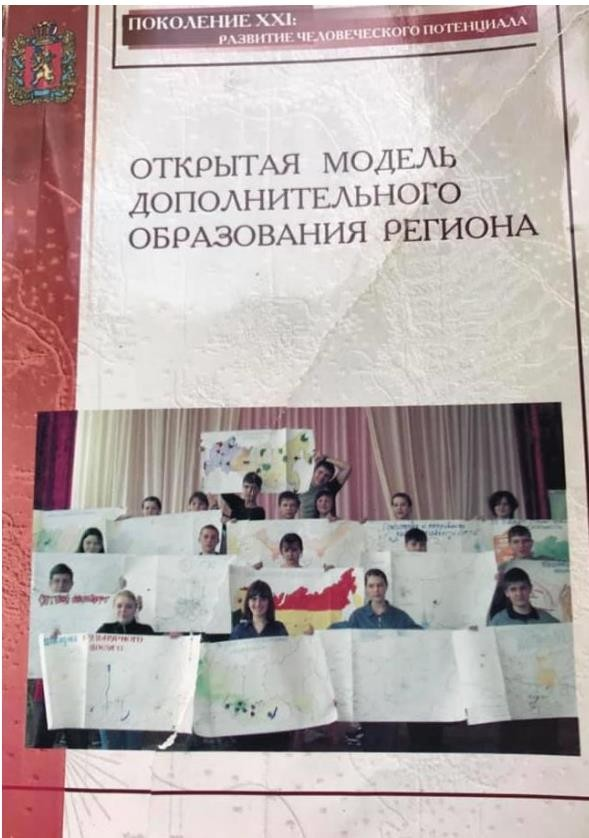 ПОКОЛЕНИЕ XXI:
РАЗВИТИЕ ЧЕЛОВЕЧЕСКОГО ПОТЕНЦИАЛА
ОТКРЫТАЯ МОДЕЛЬ
ДОПОЛНИТЕЛЬНОГО
ОБРАЗОВАНИЯ РЕГИОНА